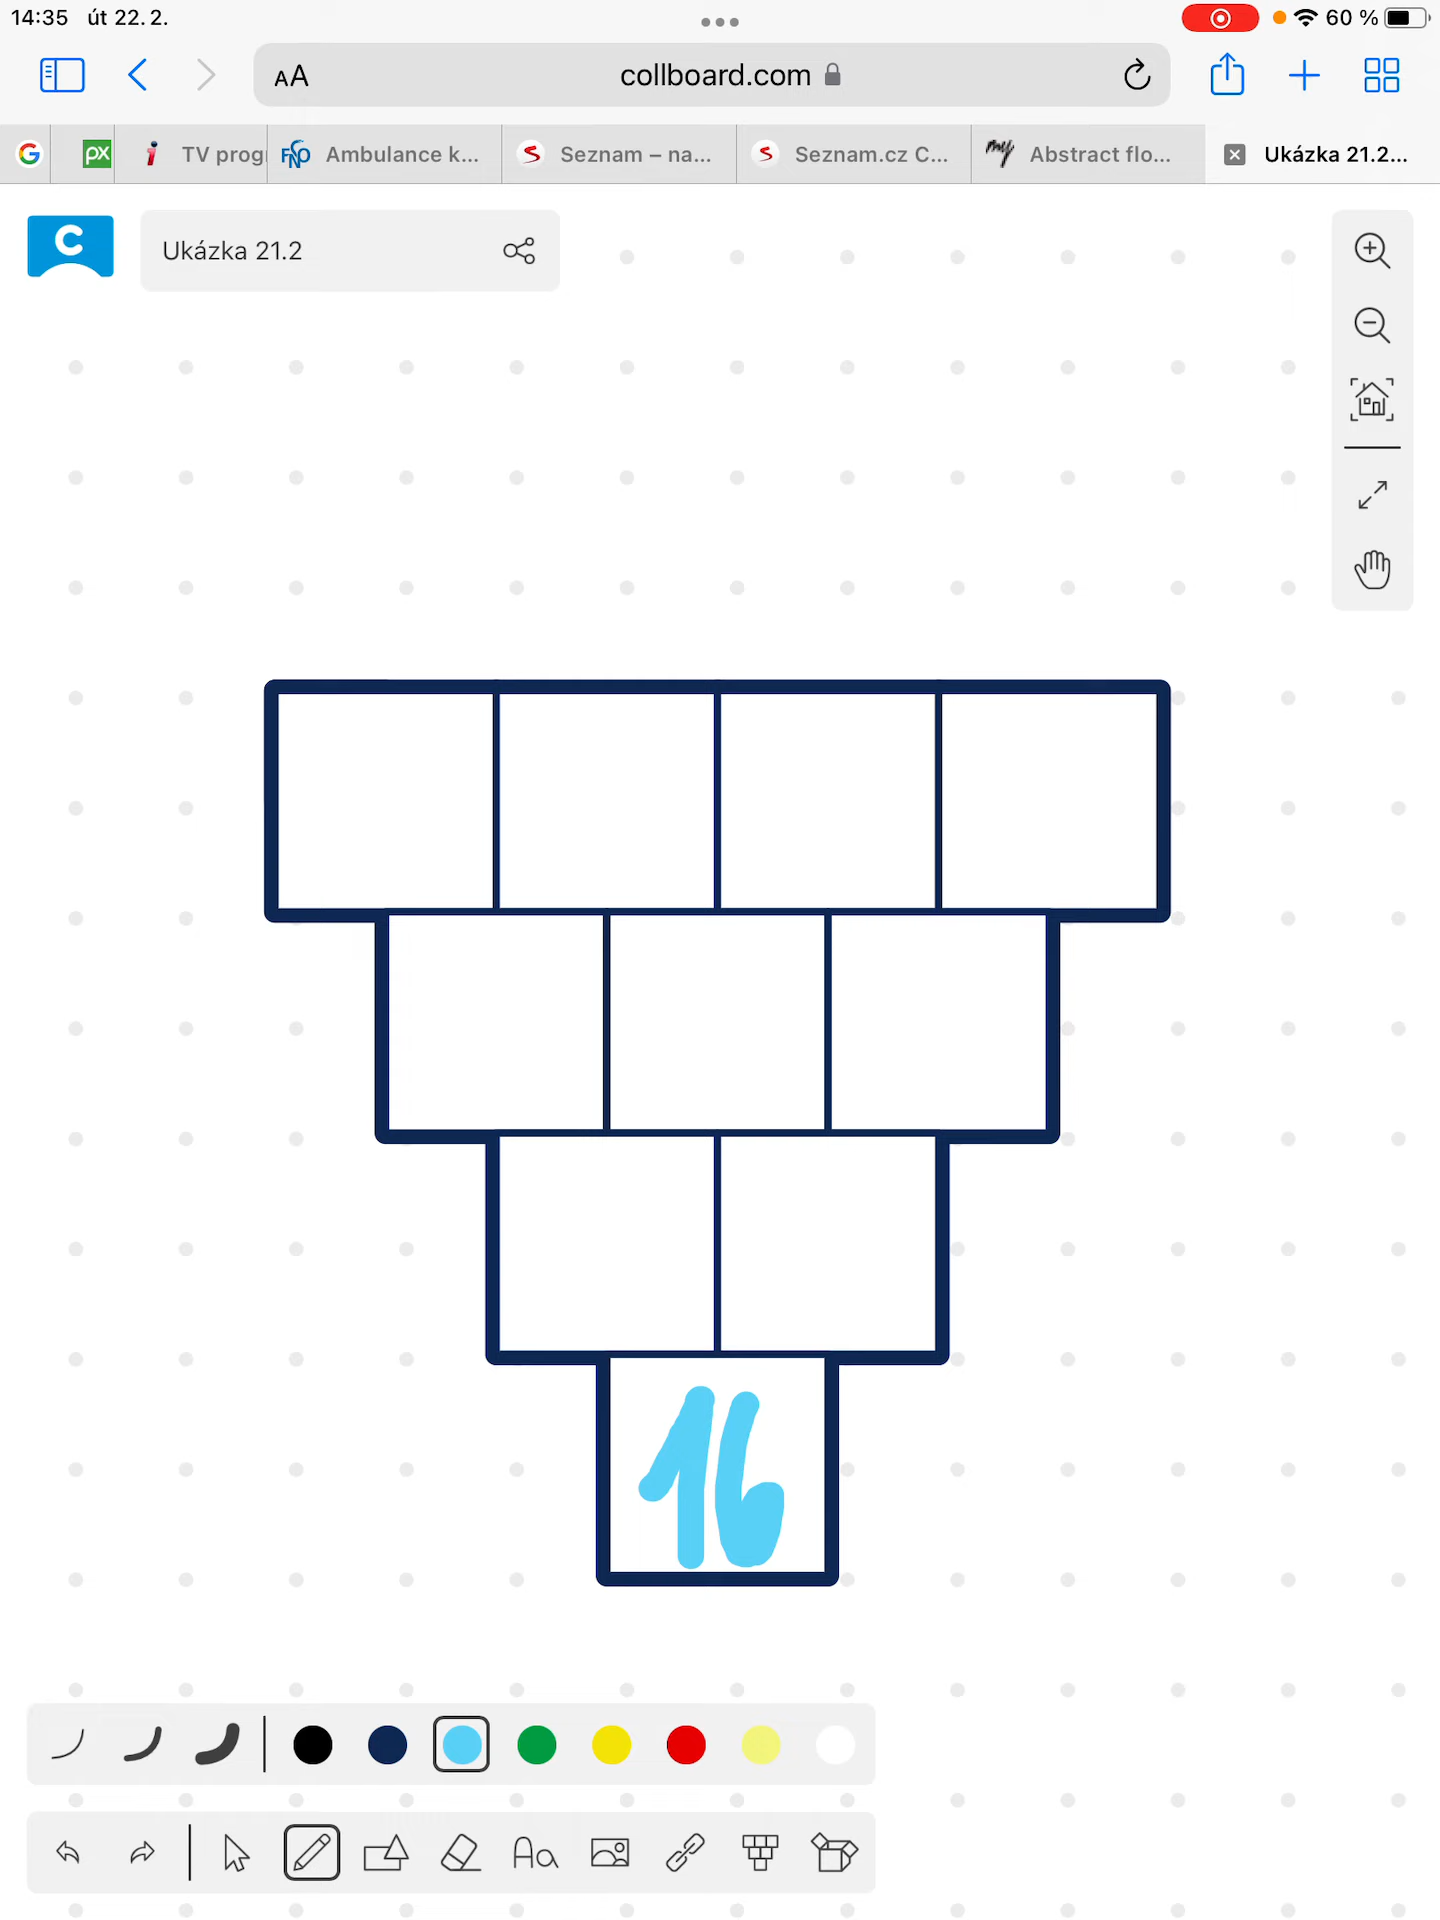 14:35 út 22. 2.
60 %
AA collboard.com
TV prog
Ambulance k...
Seznam – na...
Seznam.cz C...
Abstract flo...
Ukázka 21.2...
C
Ukázka 21.2
16
Aa